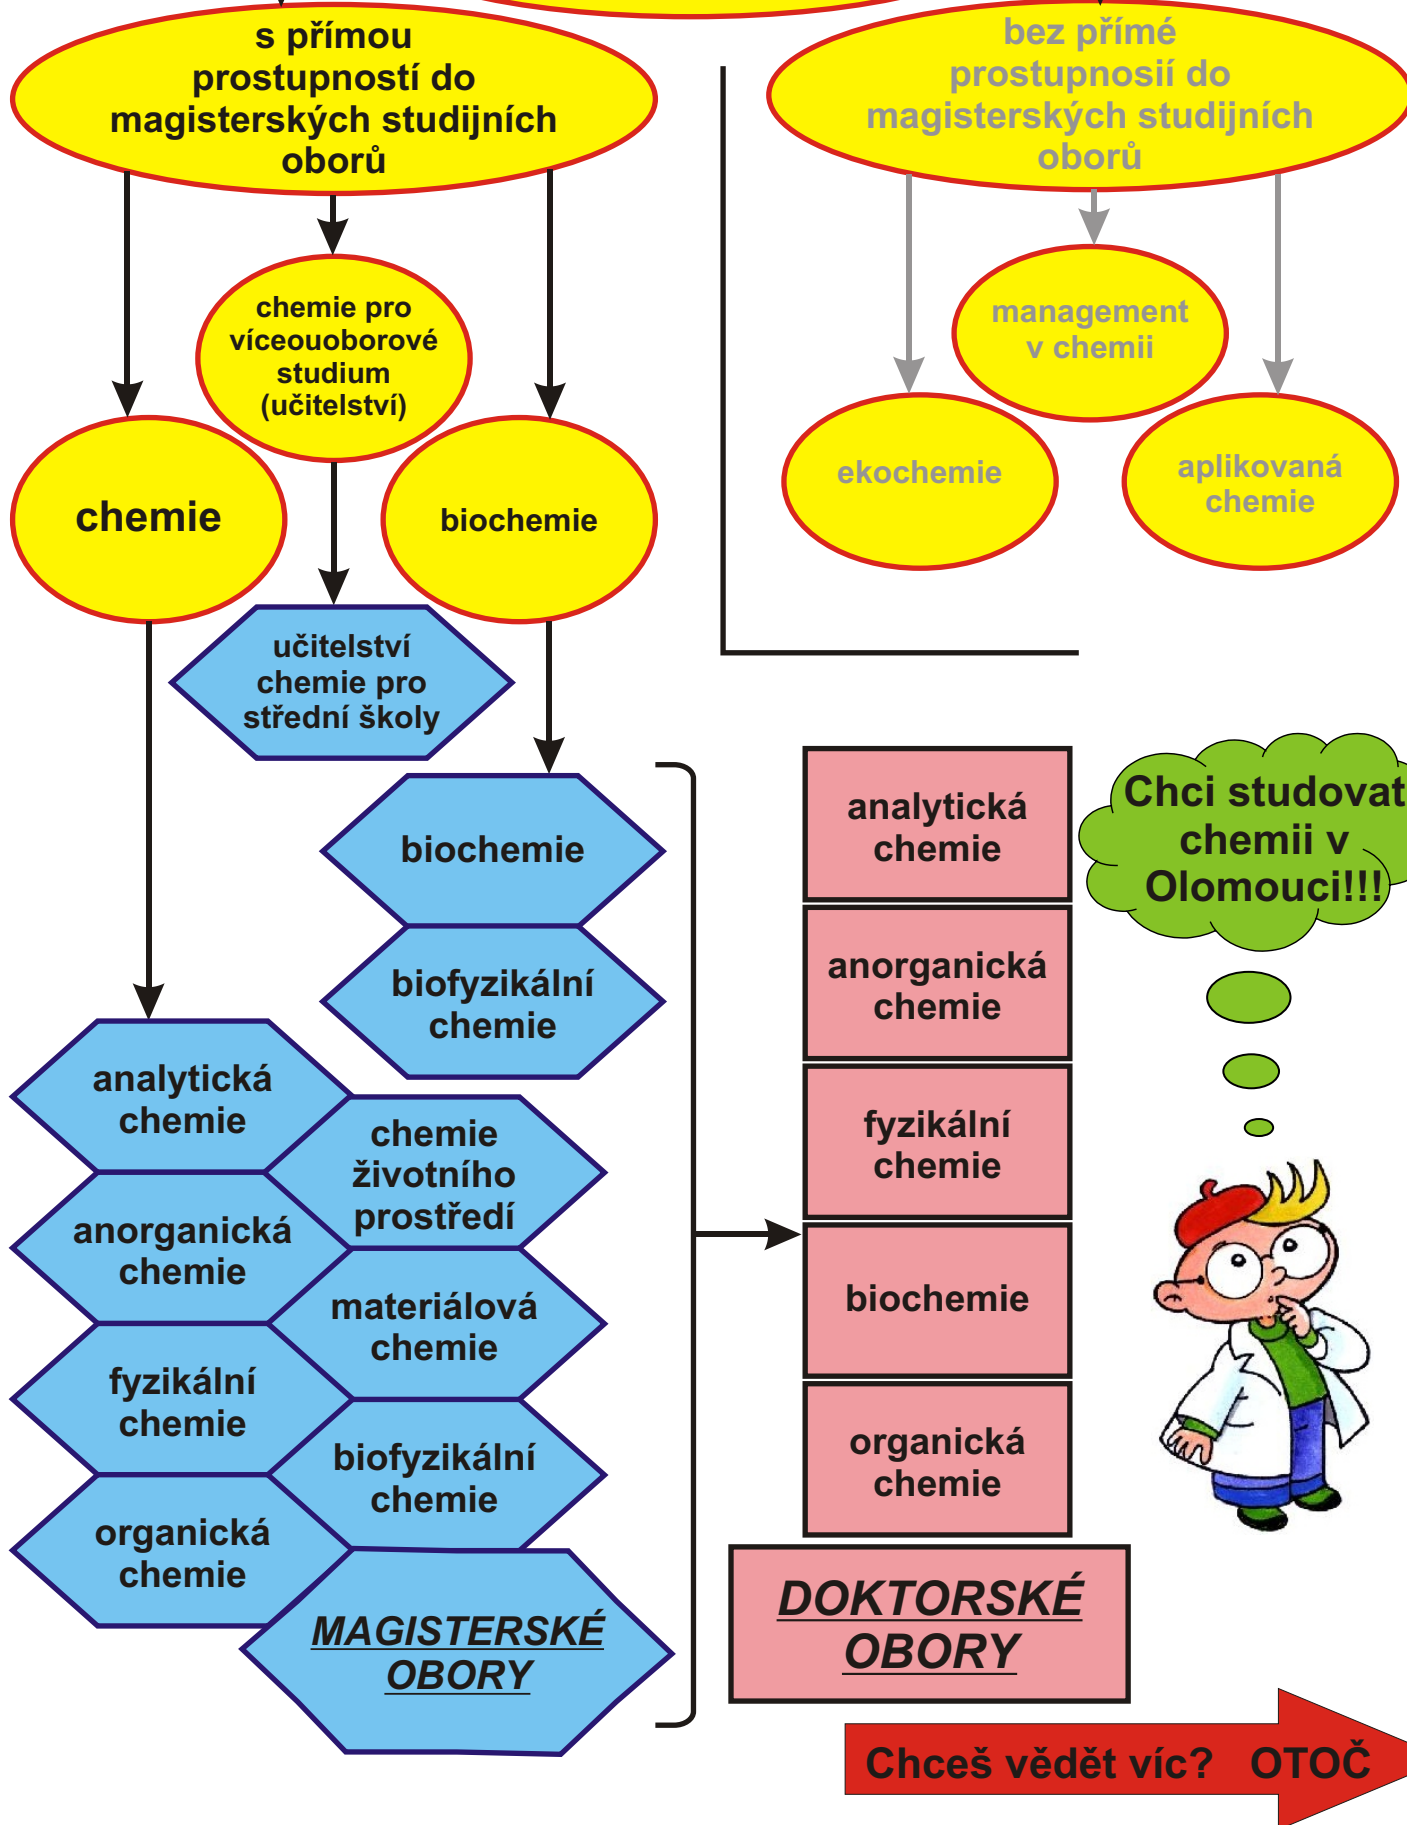 s přímou
prostupností do
magisterských studijních
oborů
bez přímé
prostupnosií do
magisterských studijních
oborů
chemie pro
víceouoborové
studium
(učitelství)
management
v chemii
chemie
biochemie
ekochemie
aplikovaná
chemie
učitelství
chemie pro
střední školy
biochemie
biofyzikální
chemie
analytická
chemie
chemie
životního
prostředí
anorganická
chemie
materiálová
chemie
fyzikální
chemie
biofyzikální
chemie
organická
chemie
MAGISTERSKÉ
OBORY
analytická
chemie
anorganická
chemie
fyzikální
chemie
biochemie
organická
chemie
DOKTORSKÉ
OBORY
Chci studovat
chemii v
Olomouci!!!
Chceš vědět víc? OTOČ